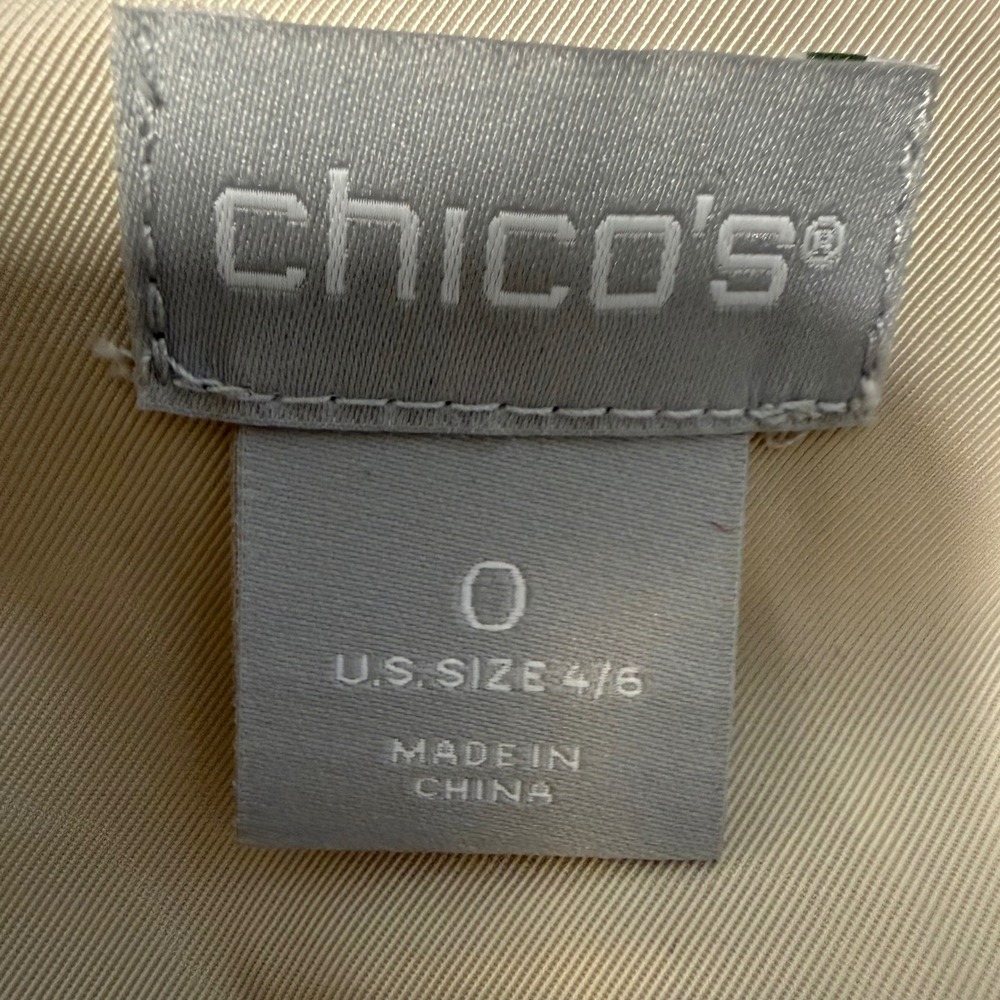 chico's®
0
U.S. SIZE 4/6
MADE IN
CHINA